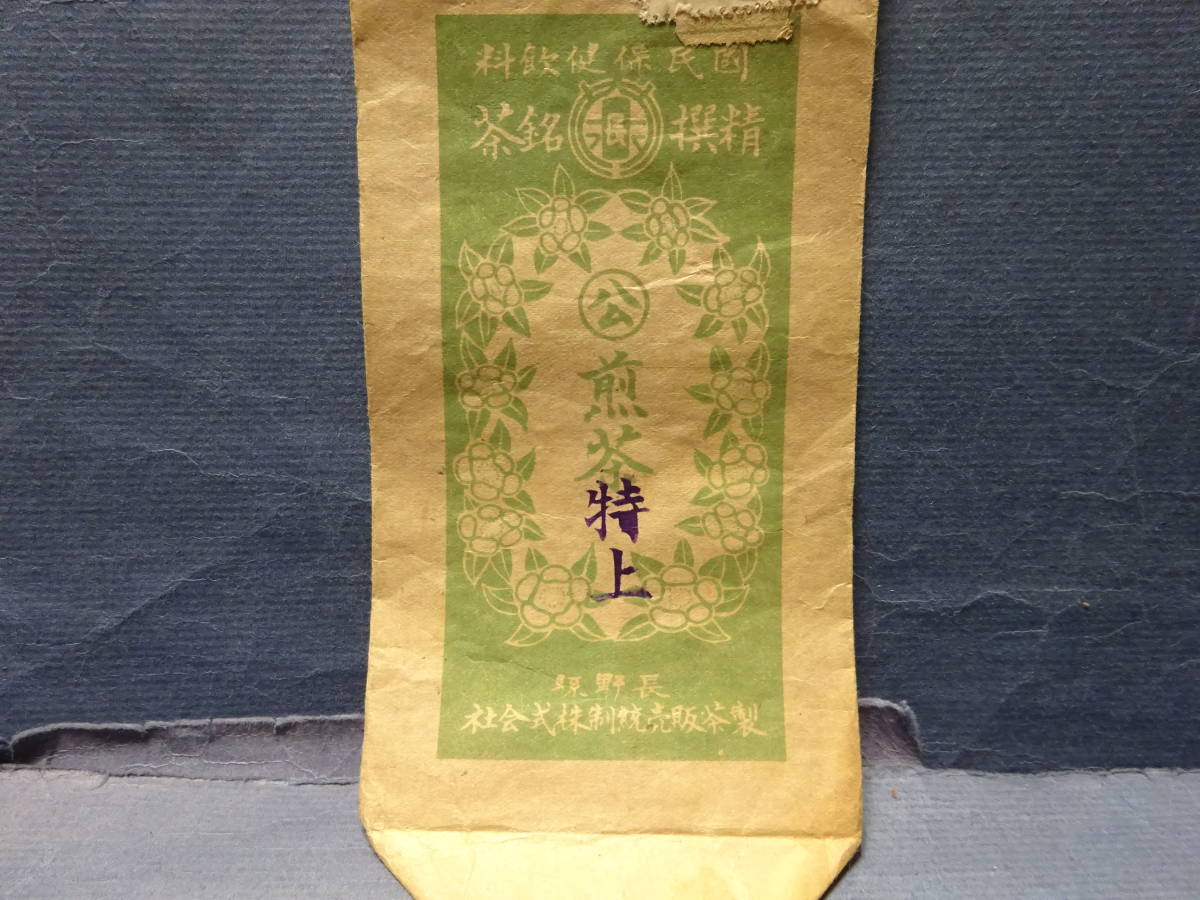 國民保健飲料
精撰銘茶
公
煎茶
特上
長野県
製茶販売統制株式会社